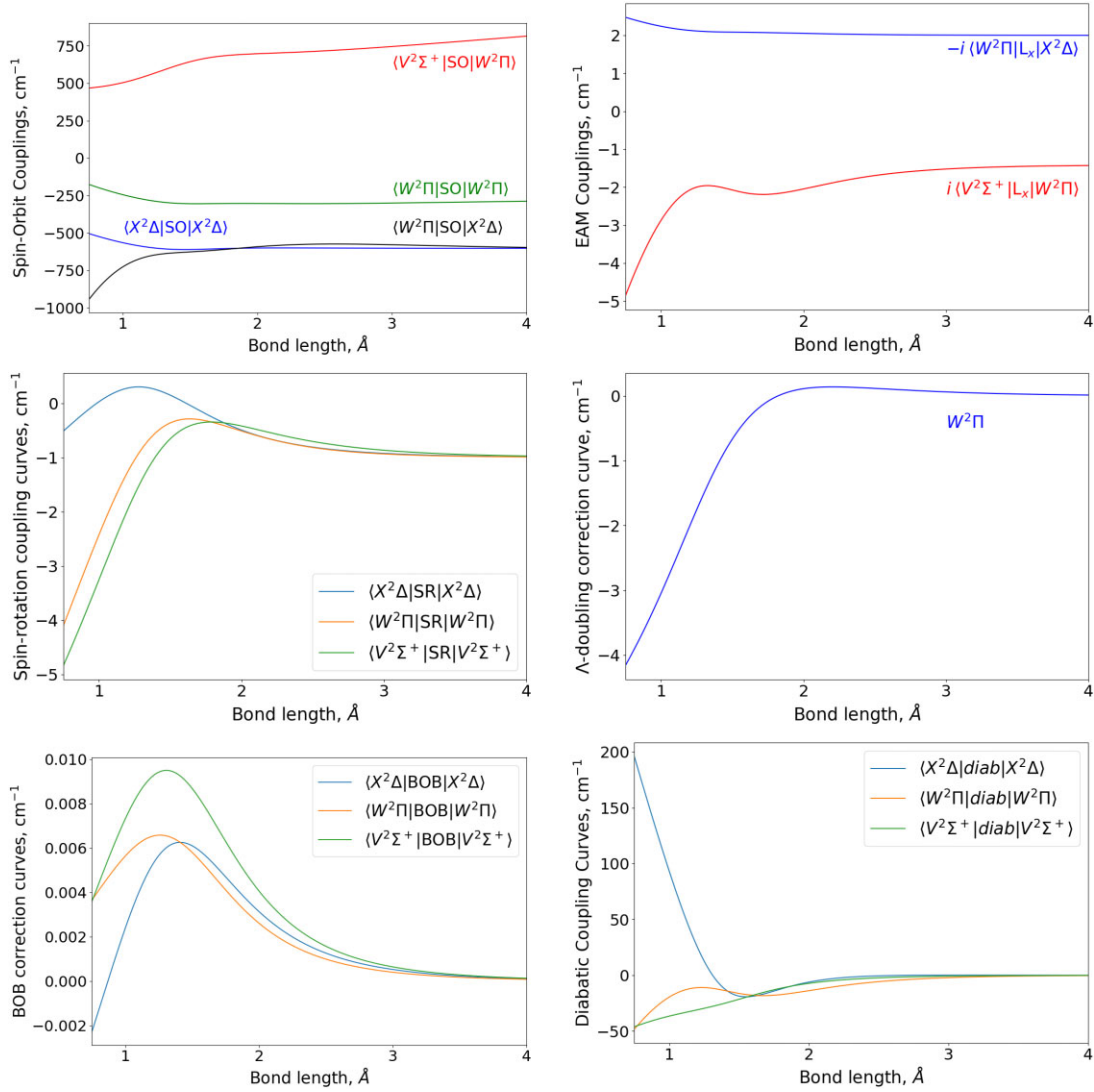 Spin-Orbit Couplings, cm⁻¹
750
500
250
0
−250
−500
−750
−1000
⟨V²Σ⁺|SO|W²Π⟩
⟨W²Π|SO|W²Π⟩
⟨X²Δ|SO|X²Δ⟩
⟨W²Π|SO|X²Δ⟩
1 2 3 4
Bond length, Å
EAM Couplings, cm⁻¹
2
1
0
−1
−2
−3
−4
−5
−i ⟨W²Π|Lₓ|X²Δ⟩
i ⟨V²Σ⁺|Lₓ|W²Π⟩
1 2 3 4
Bond length, Å
Spin-rotation coupling curves, cm⁻¹
0
−1
−2
−3
−4
−5
⟨X²Δ|SR|X²Δ⟩
⟨W²Π|SR|W²Π⟩
⟨V²Σ⁺|SR|V²Σ⁺⟩
1 2 3 4
Bond length, Å
Λ-doubling correction curve, cm⁻¹
0
−1
−2
−3
−4
W²Π
1 2 3 4
Bond length, Å
BOB correction curves, cm⁻¹
0.010
0.008
0.006
0.004
0.002
0.000
−0.002
⟨X²Δ|BOB|X²Δ⟩
⟨W²Π|BOB|W²Π⟩
⟨V²Σ⁺|BOB|V²Σ⁺⟩
1 2 3 4
Bond length, Å
Diabatic Coupling Curves, cm⁻¹
200
150
100
50
0
−50
⟨X²Δ|diab|X²Δ⟩
⟨W²Π|diab|W²Π⟩
⟨V²Σ⁺|diab|V²Σ⁺⟩
1 2 3 4
Bond length, Å